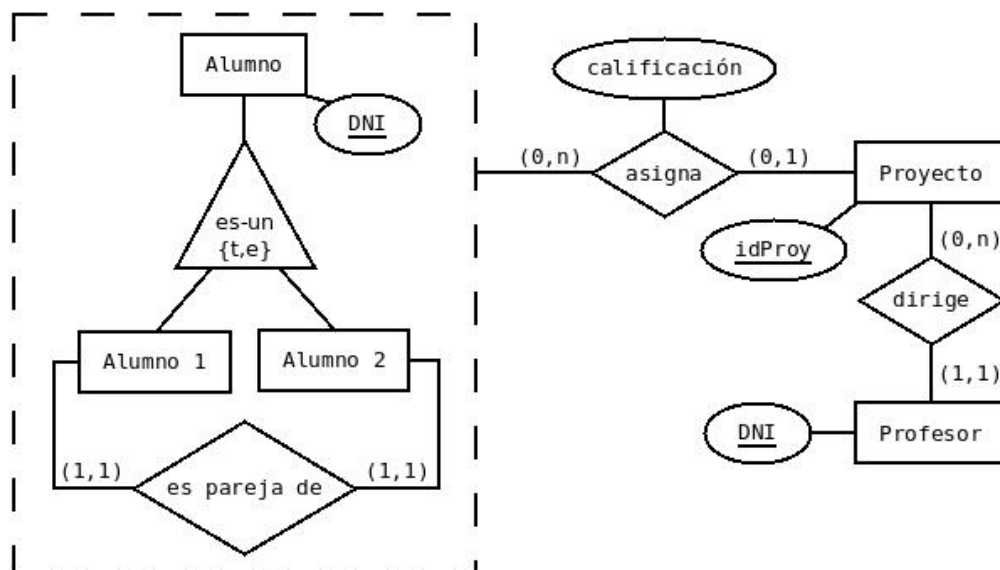 Alumno
DNI
es-un
{t,e}
Alumno 1
Alumno 2
(1,1)
es pareja de
(1,1)
calificación
(0,n)
asigna
(0,1)
Proyecto
idProy
(0,n)
dirige
(1,1)
DNI
Profesor